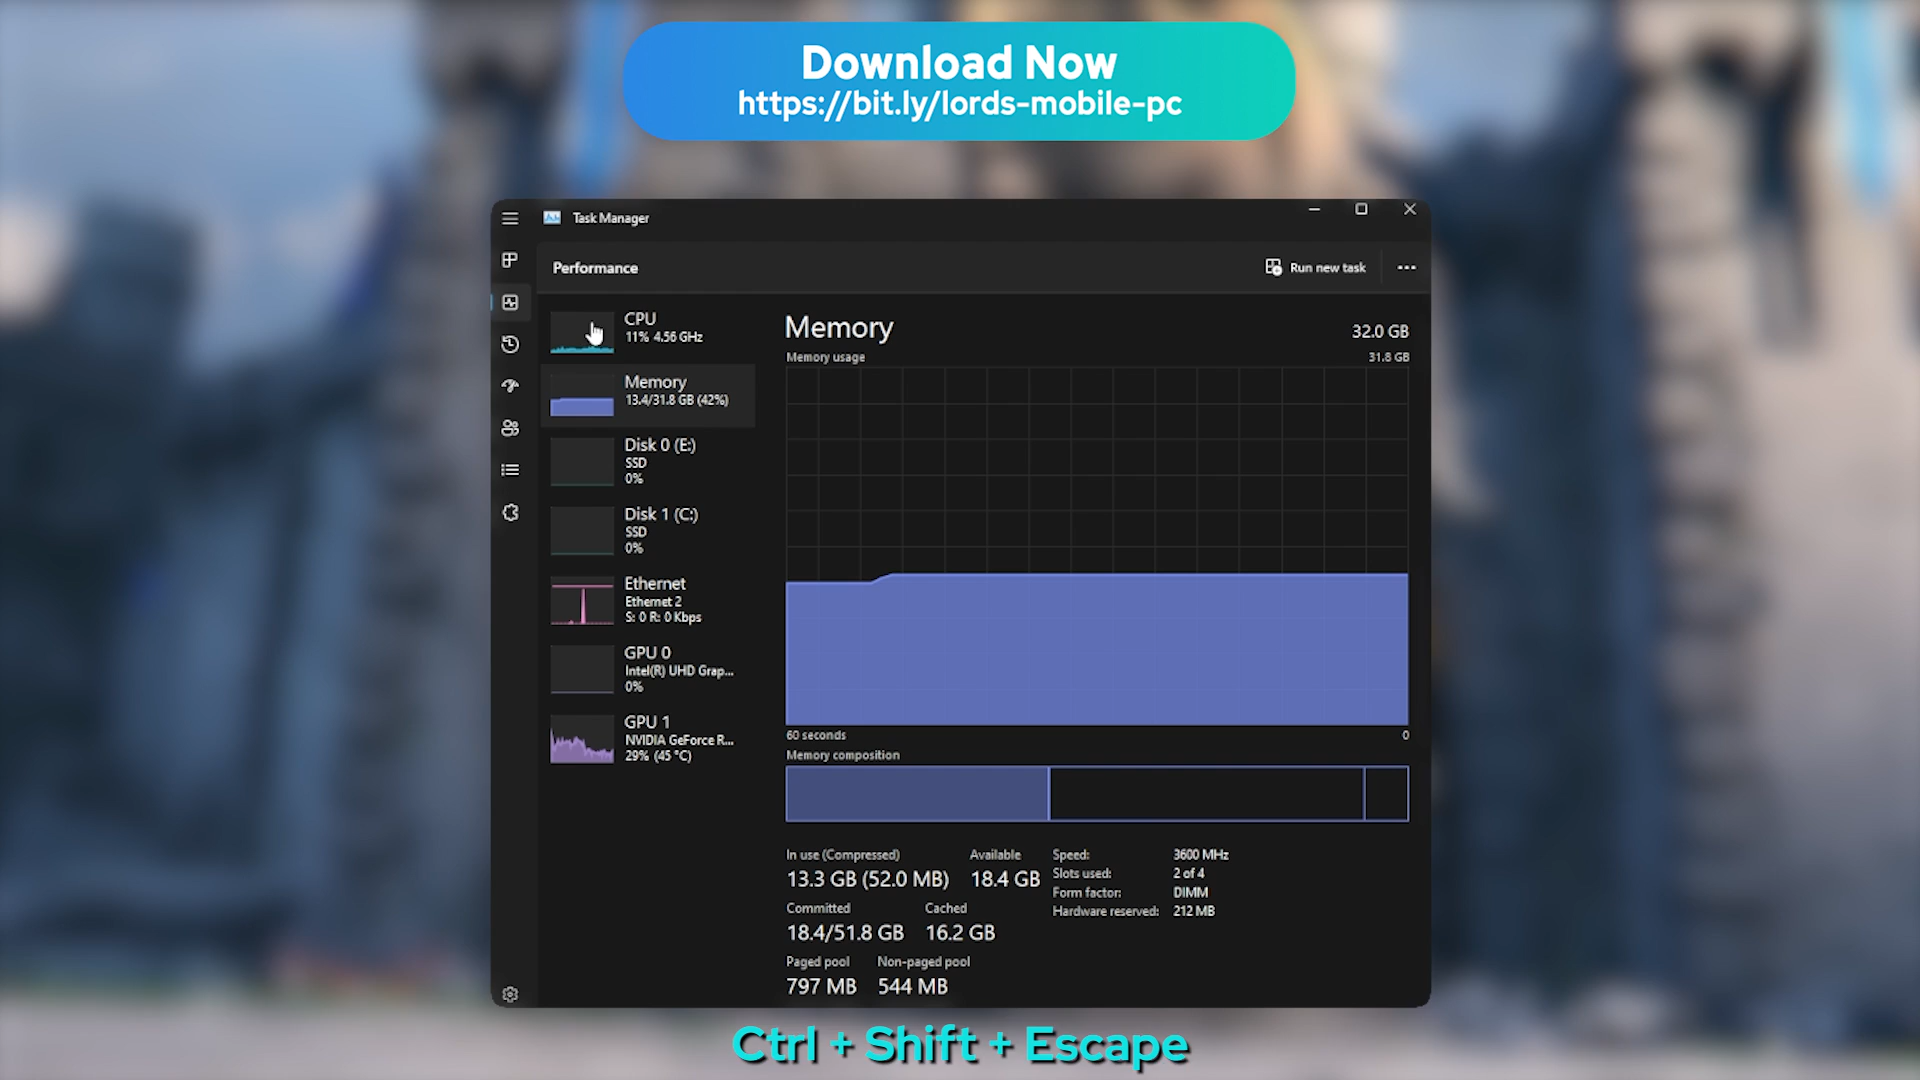 Download Now
https://bit.ly/lords-mobile-pc
Task Manager
Performance
Run new task
CPU
11% 4.56 GHz
Memory
13.4/31.8 GB (42%)
Disk 0 (E:)
SSD
0%
Disk 1 (C:)
SSD
0%
Ethernet
Ethernet 2
S: 0 R: 0 Kbps
GPU 0
Intel(R) UHD Grap...
0%
GPU 1
NVIDIA GeForce R...
29% (45 °C)
Memory
32.0 GB
Memory usage
31.8 GB
60 seconds
0
Memory composition
In use (Compressed)
13.3 GB (52.0 MB)
Available
18.4 GB
Committed
18.4/51.8 GB
Cached
16.2 GB
Paged pool
797 MB
Non-paged pool
544 MB
Speed: 3600 MHz
Slots used: 2 of 4
Form factor: DIMM
Hardware reserved: 212 MB
Ctrl + Shift + Escape